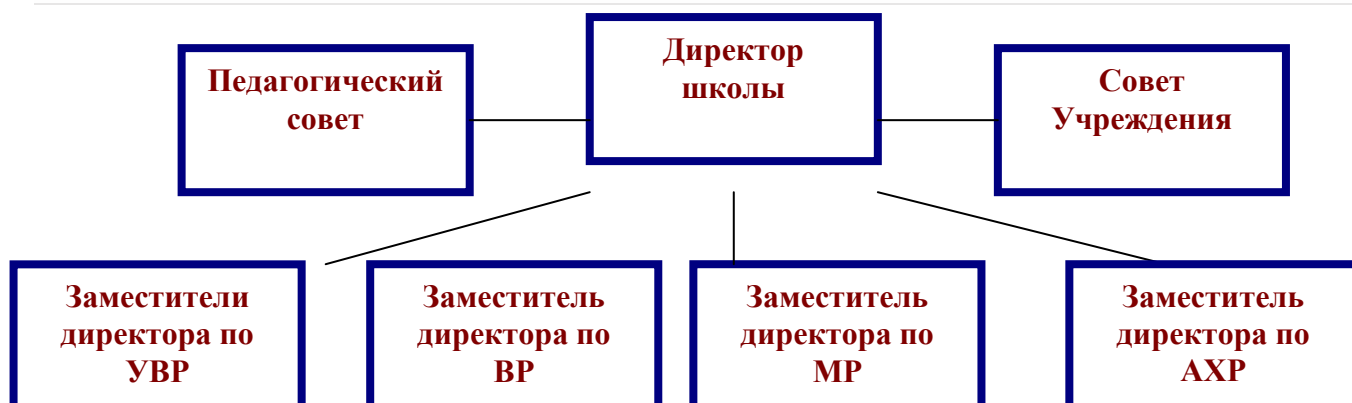 Директор
школы
Педагогический
совет
Совет
Учреждения
Заместители
директора по
УВР
Заместитель
директора по
ВР
Заместитель
директора по
МР
Заместитель
директора по
АХР